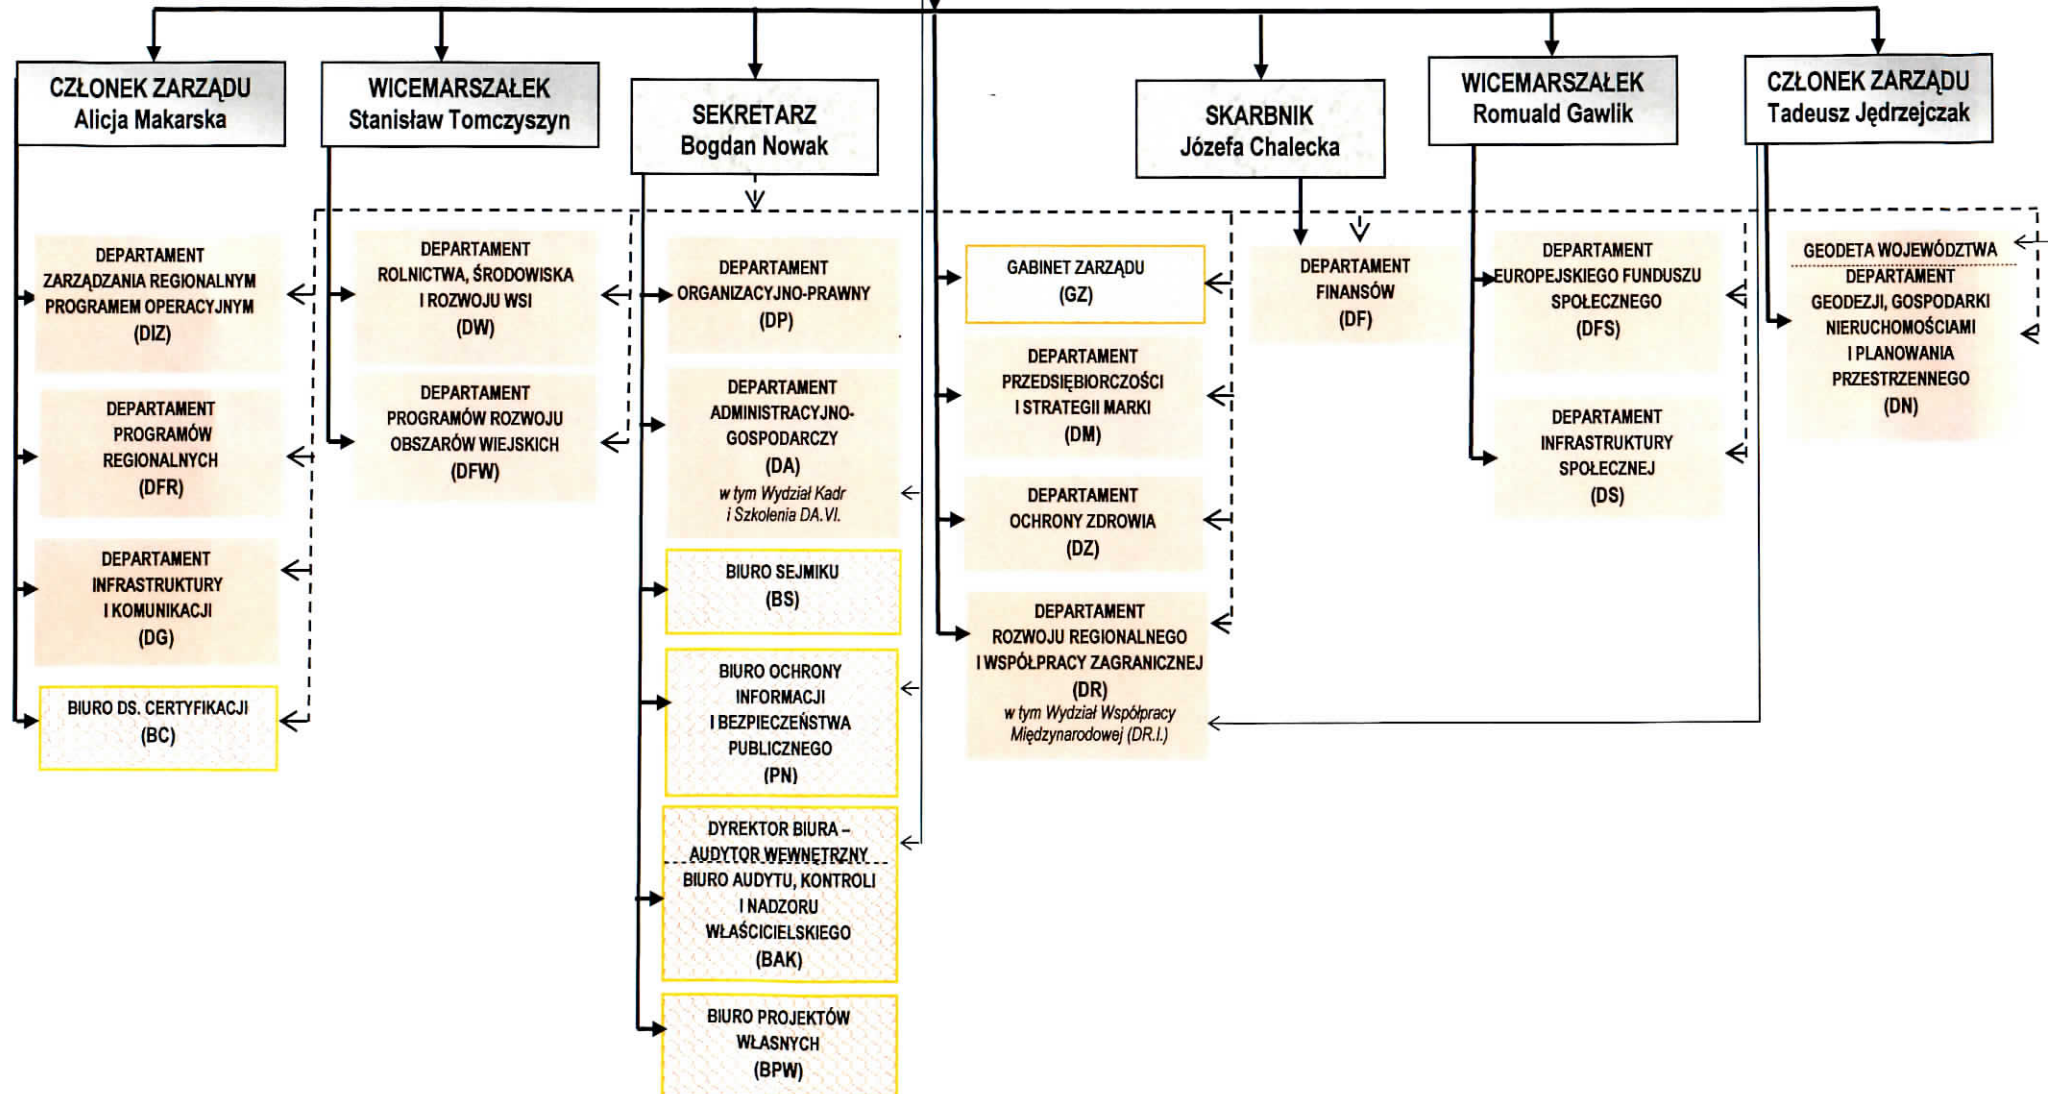 CZŁONEK ZARZĄDU
Alicja Makarska
WICEMARSZAŁEK
Stanisław Tomczyszyn
SEKRETARZ
Bogdan Nowak
SKARBNIK
Józefa Chalecka
WICEMARSZAŁEK
Romuald Gawlik
CZŁONEK ZARZĄDU
Tadeusz Jędrzejczak
DEPARTAMENT
ZARZĄDZANIA REGIONALNYM
PROGRAMEM OPERACYJNYM
(DIZ)
DEPARTAMENT
PROGRAMÓW
REGIONALNYCH
(DFR)
DEPARTAMENT
INFRASTRUKTURY
I KOMUNIKACJI
(DG)
BIURO DS. CERTYFIKACJI
(BC)
DEPARTAMENT
ROLNICTWA, ŚRODOWISKA
I ROZWOJU WSI
(DW)
DEPARTAMENT
PROGRAMÓW ROZWOJU
OBSZARÓW WIEJSKICH
(DFW)
DEPARTAMENT
ORGANIZACYJNO-PRAWNY
(DP)
DEPARTAMENT
ADMINISTRACYJNO-
GOSPODARCZY
(DA)
w tym Wydział Kadr
i Szkolenia DA.VI.
BIURO SEJMIKU
(BS)
BIURO OCHRONY
INFORMACJI
I BEZPIECZEŃSTWA
PUBLICZNEGO
(PN)
DYREKTOR BIURA –
AUDYTOR WEWNĘTRZNY
BIURO AUDYTU, KONTROLI
I NADZORU
WŁAŚCICIELSKIEGO
(BAK)
BIURO PROJEKTÓW
WŁASNYCH
(BPW)
GABINET ZARZĄDU
(GZ)
DEPARTAMENT
PRZEDSIĘBIORCZOŚCI
I STRATEGII MARKI
(DM)
DEPARTAMENT
OCHRONY ZDROWIA
(DZ)
DEPARTAMENT
ROZWOJU REGIONALNEGO
I WSPÓŁPRACY ZAGRANICZNEJ
(DR)
w tym Wydział Współpracy
Międzynarodowej (DR.I.)
DEPARTAMENT
FINANSÓW
(DF)
DEPARTAMENT
EUROPEJSKIEGO FUNDUSZU
SPOŁECZNEGO
(DFS)
DEPARTAMENT
INFRASTRUKTURY
SPOŁECZNEJ
(DS)
GEODETA WOJEWÓDZTWA
DEPARTAMENT
GEODEZJI, GOSPODARKI
NIERUCHOMOŚCIAMI
I PLANOWANIA
PRZESTRZENNEGO
(DN)